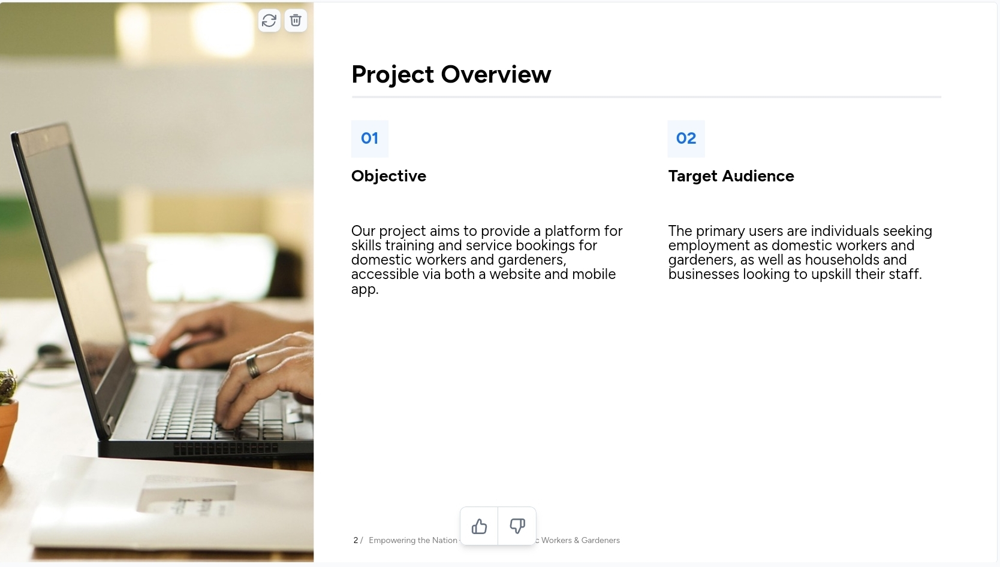 Project Overview
01
Objective
Our project aims to provide a platform for
skills training and service bookings for
domestic workers and gardeners,
accessible via both a website and mobile
app.
02
Target Audience
The primary users are individuals seeking
employment as domestic workers and
gardeners, as well as households and
businesses looking to upskill their staff.
2 / Empowering the Nation Workers & Gardeners